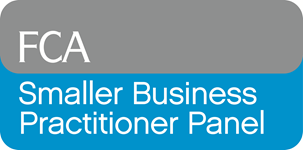 FCA
Smaller Business
Practitioner Panel